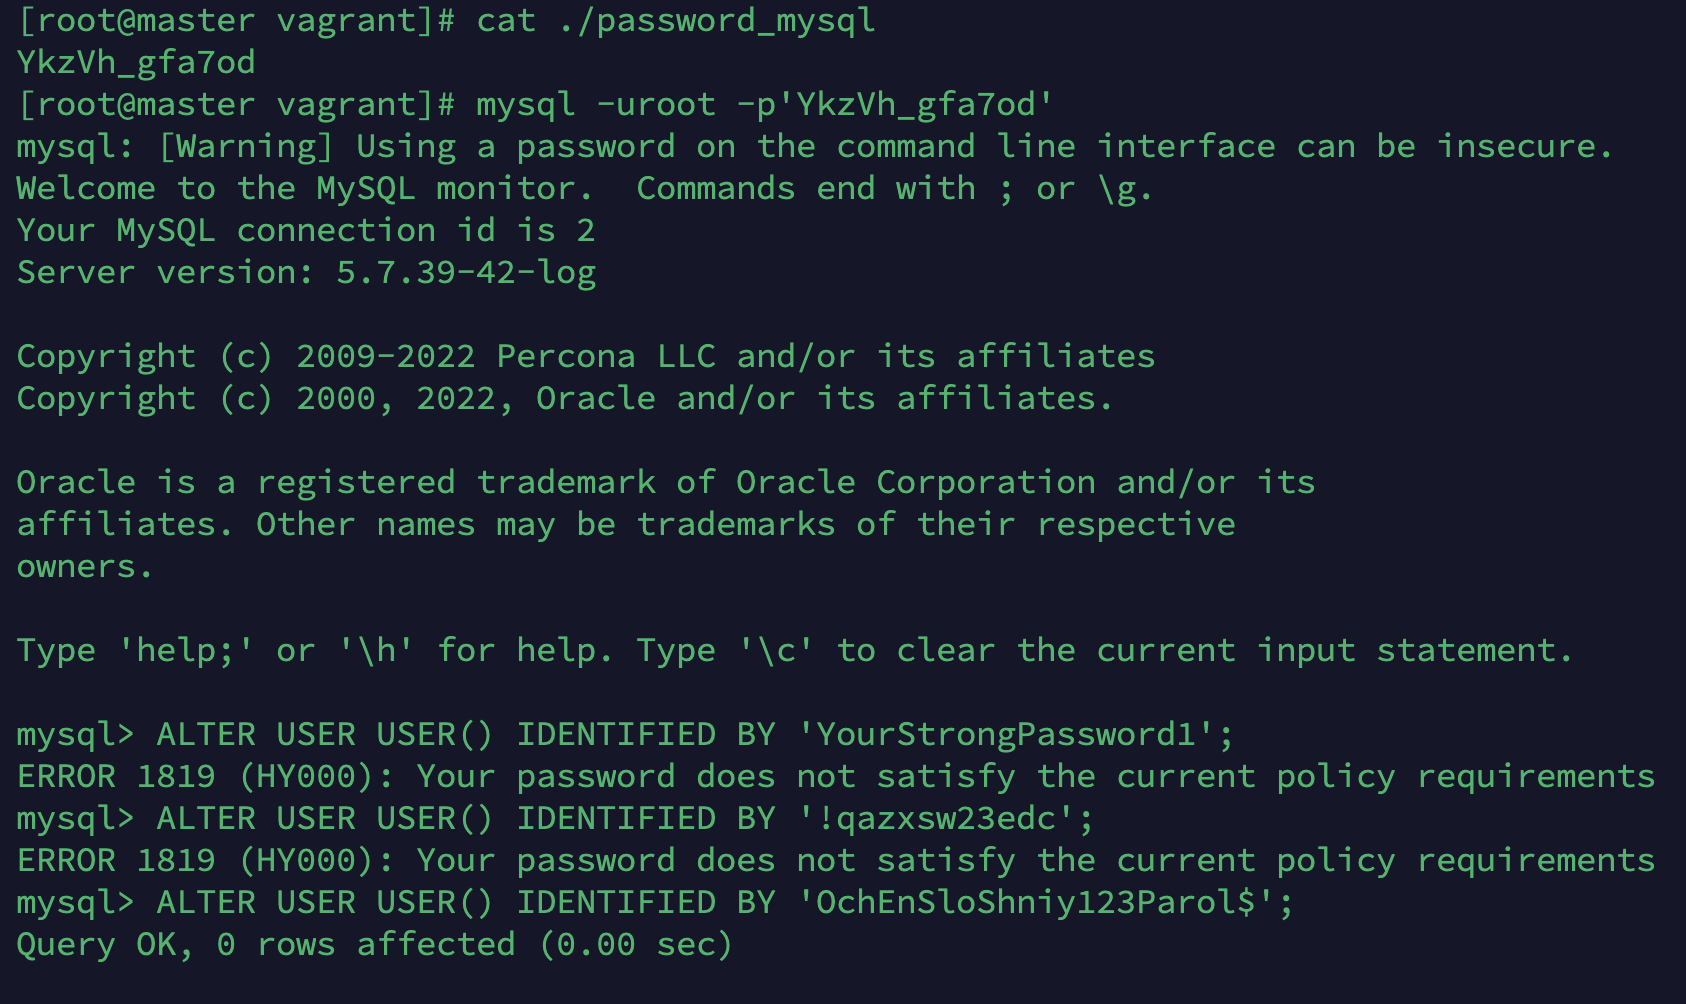 [root@master vagrant]# cat ./password_mysql
YkzVh_gfa7od
[root@master vagrant]# mysql -uroot -p'YkzVh_gfa7od'
mysql: [Warning] Using a password on the command line interface can be insecure.
Welcome to the MySQL monitor.  Commands end with ; or \g.
Your MySQL connection id is 2
Server version: 5.7.39-42-log

Copyright (c) 2009-2022 Percona LLC and/or its affiliates
Copyright (c) 2000, 2022, Oracle and/or its affiliates.

Oracle is a registered trademark of Oracle Corporation and/or its
affiliates. Other names may be trademarks of their respective
owners.

Type 'help;' or '\h' for help. Type '\c' to clear the current input statement.

mysql> ALTER USER USER() IDENTIFIED BY 'YourStrongPassword1';
ERROR 1819 (HY000): Your password does not satisfy the current policy requirements
mysql> ALTER USER USER() IDENTIFIED BY '!qazxsw23edc';
ERROR 1819 (HY000): Your password does not satisfy the current policy requirements
mysql> ALTER USER USER() IDENTIFIED BY 'OchEnSloShniy123Parol$';
Query OK, 0 rows affected (0.00 sec)